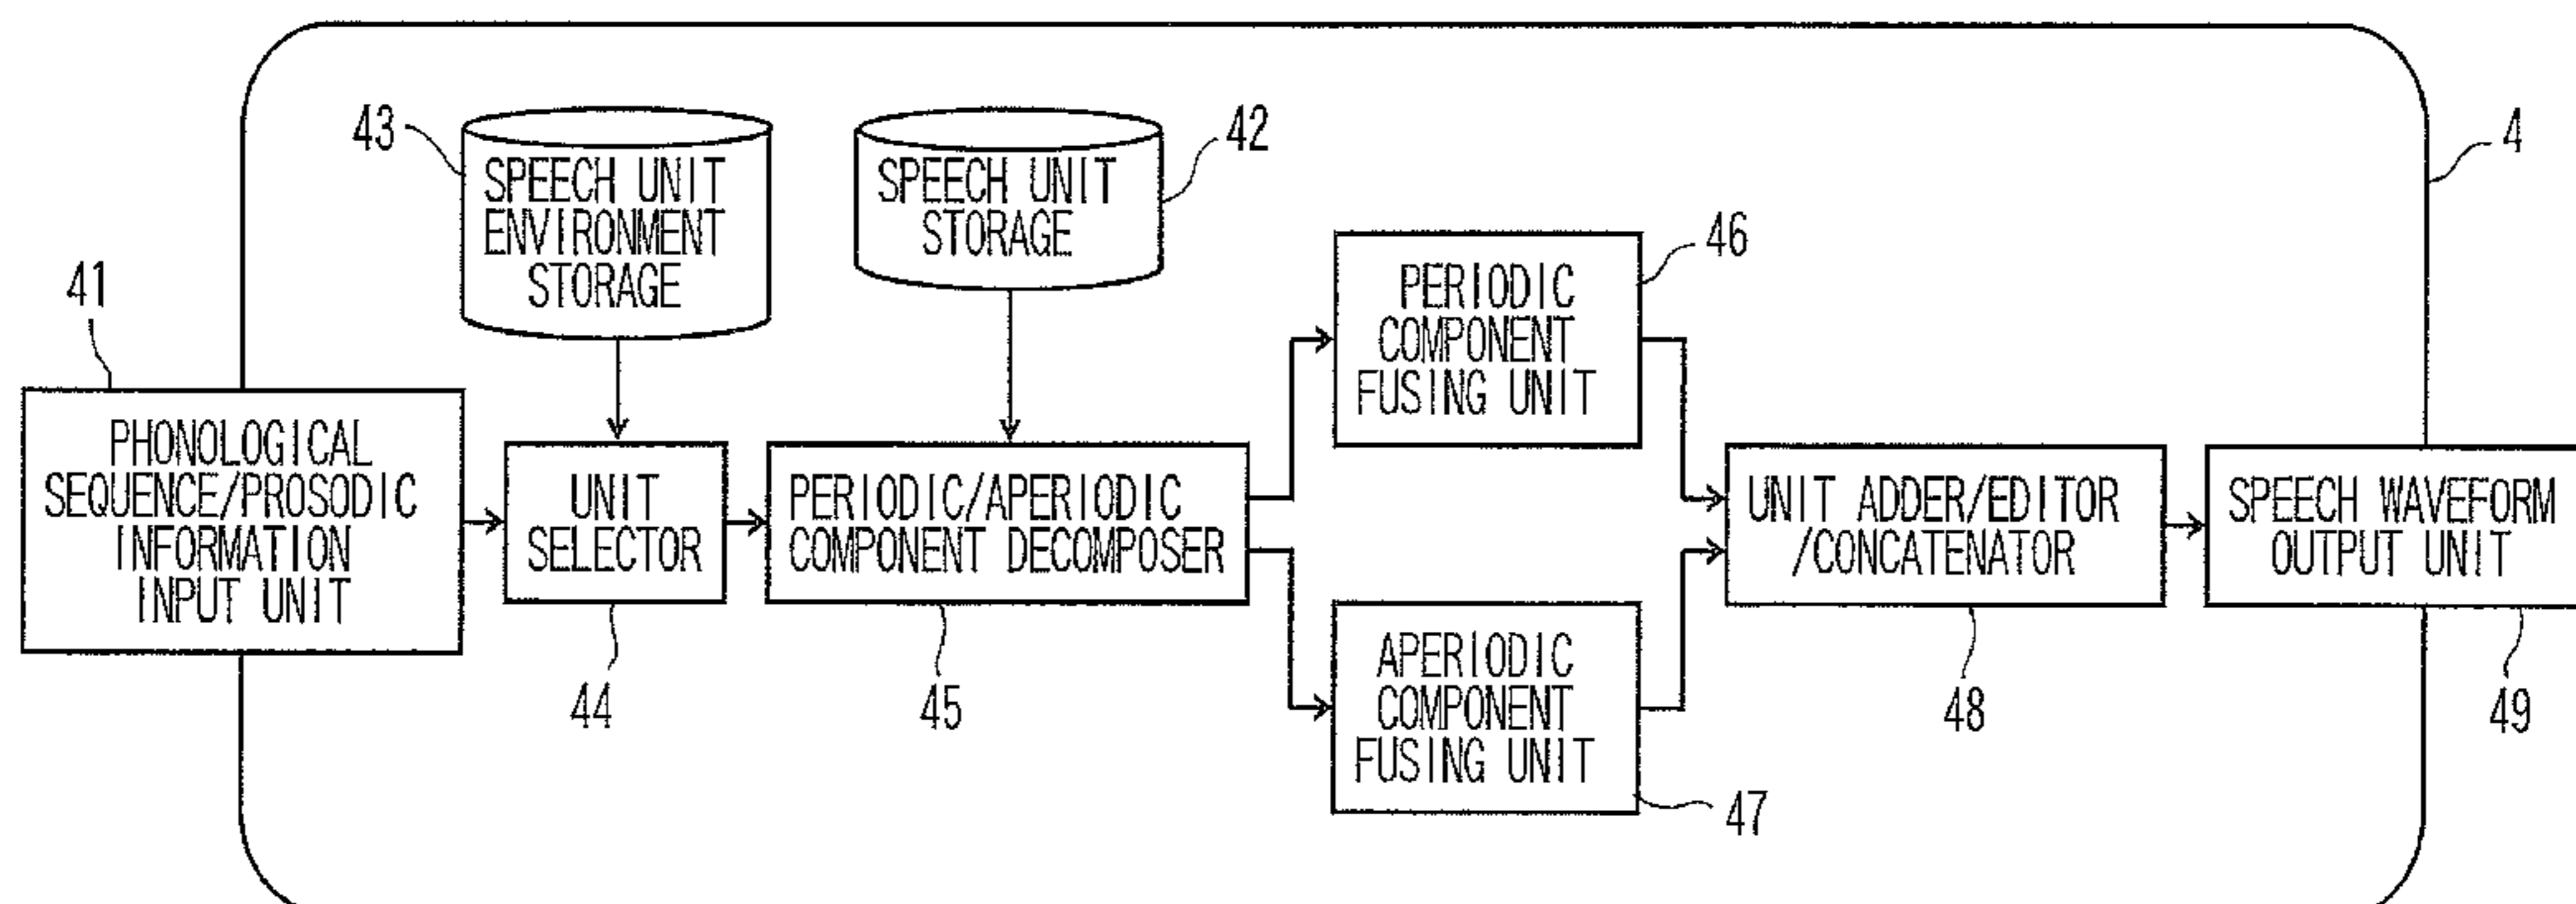 43
SPEECH UNIT
ENVIRONMENT
STORAGE
SPEECH UNIT
STORAGE
42
4
41
PHONOLOGICAL
SEQUENCE/PROSODIC
INFORMATION
INPUT UNIT
UNIT
SELECTOR
44
PERIODIC/APERIODIC
COMPONENT DECOMPOSER
45
PERIODIC
COMPONENT
FUSING UNIT
46
APERIODIC
COMPONENT
FUSING UNIT
47
UNIT ADDER/EDITOR
/CONCATENATOR
48
SPEECH WAVEFORM
OUTPUT UNIT
49